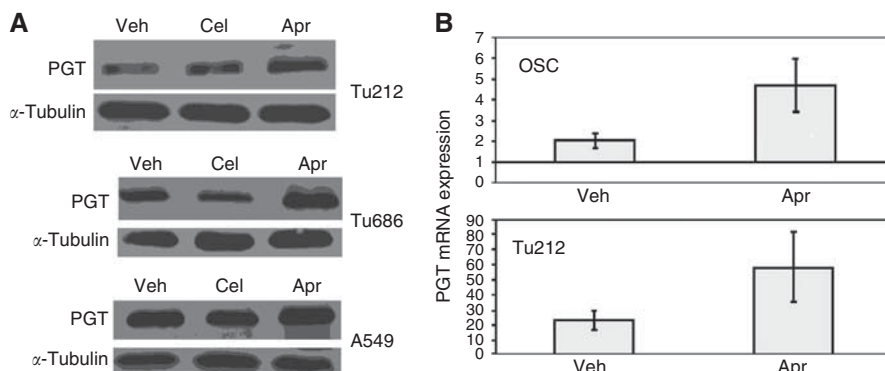 A
Veh Cel Apr
PGT
α-Tubulin
Tu212
Veh Cel Apr
PGT
α-Tubulin
Tu686
Veh Cel Apr
PGT
α-Tubulin
A549
B
PGT mRNA expression
7
6
5
4
3
2
1
0
OSC
Veh Apr
90
80
70
60
50
40
30
20
10
0
Tu212
Veh Apr